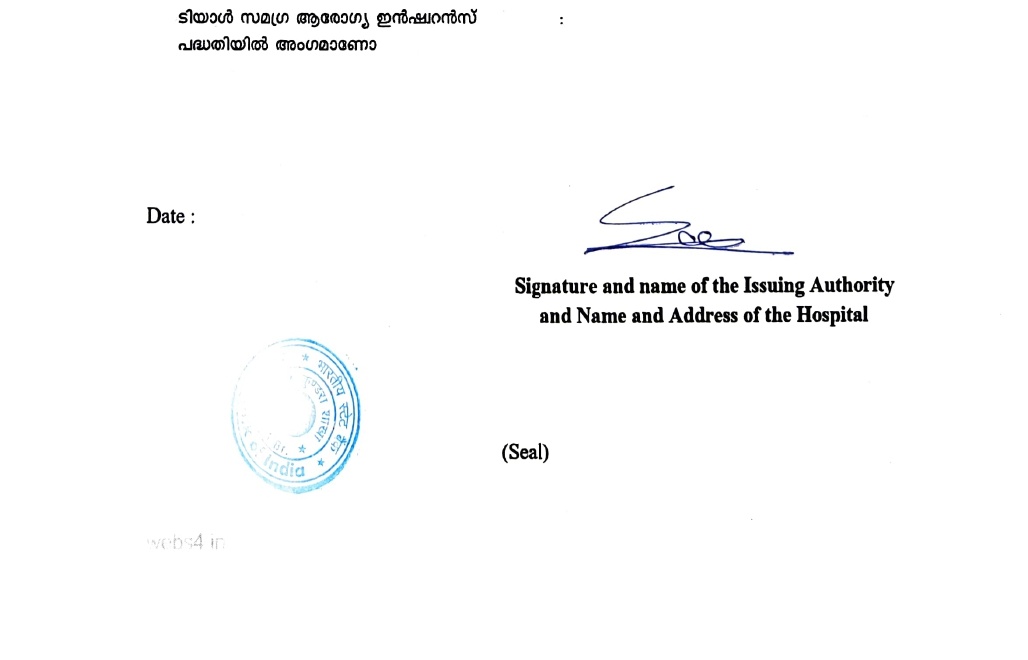 ടിയാൾ സമഗ്ര ആരോഗ്യ ഇൻഷ്വറൻസ് :
പദ്ധതിയിൽ അംഗമാണോ
Date :
Signature and name of the Issuing Authority
and Name and Address of the Hospital
भारतीय स्टेट बैंक
शाखा
of India
(Seal)
webs4.in